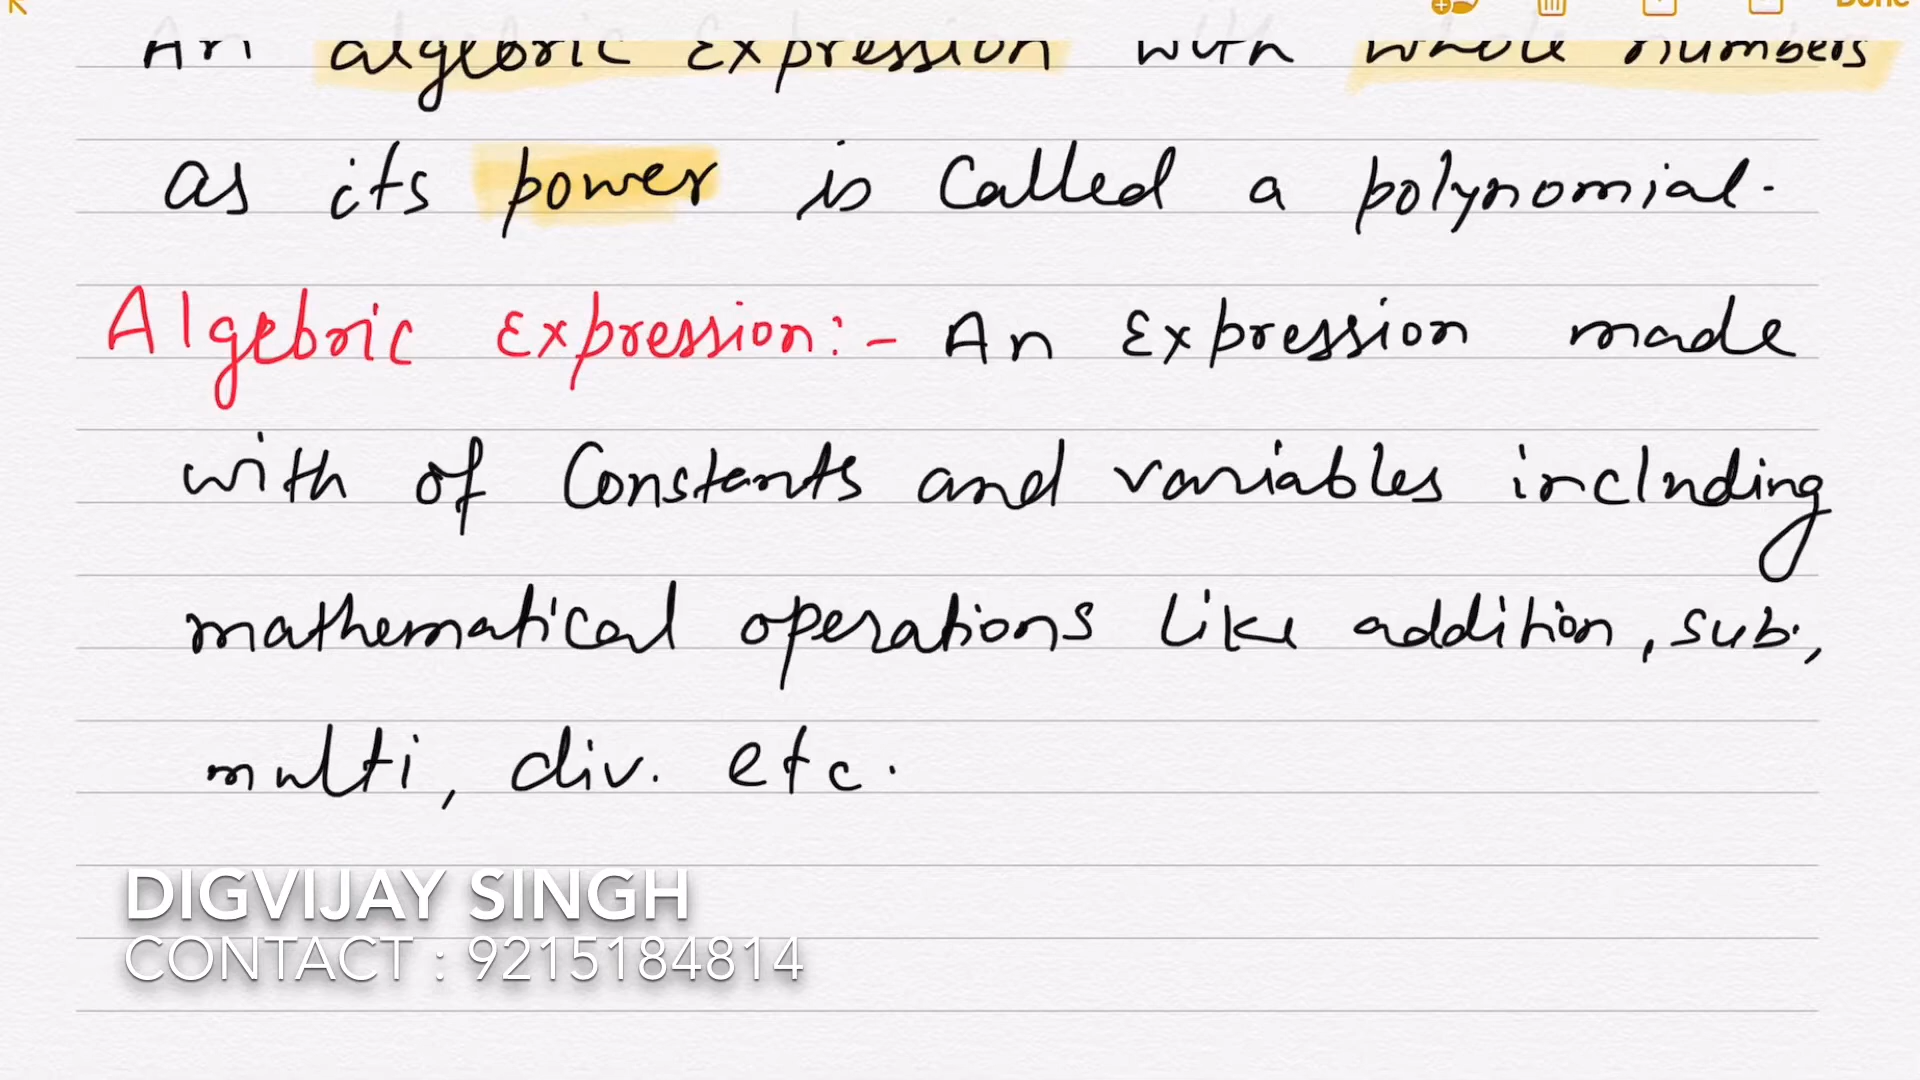 An algebric Expression with whole numbers
as its power is Called a polynomial.
Algebric Expression:- An Expression made
with of Constants and variables including
mathematical operations like addition, sub.,
multi, div. etc.
DIGVIJAY SINGH
CONTACT : 9215184814